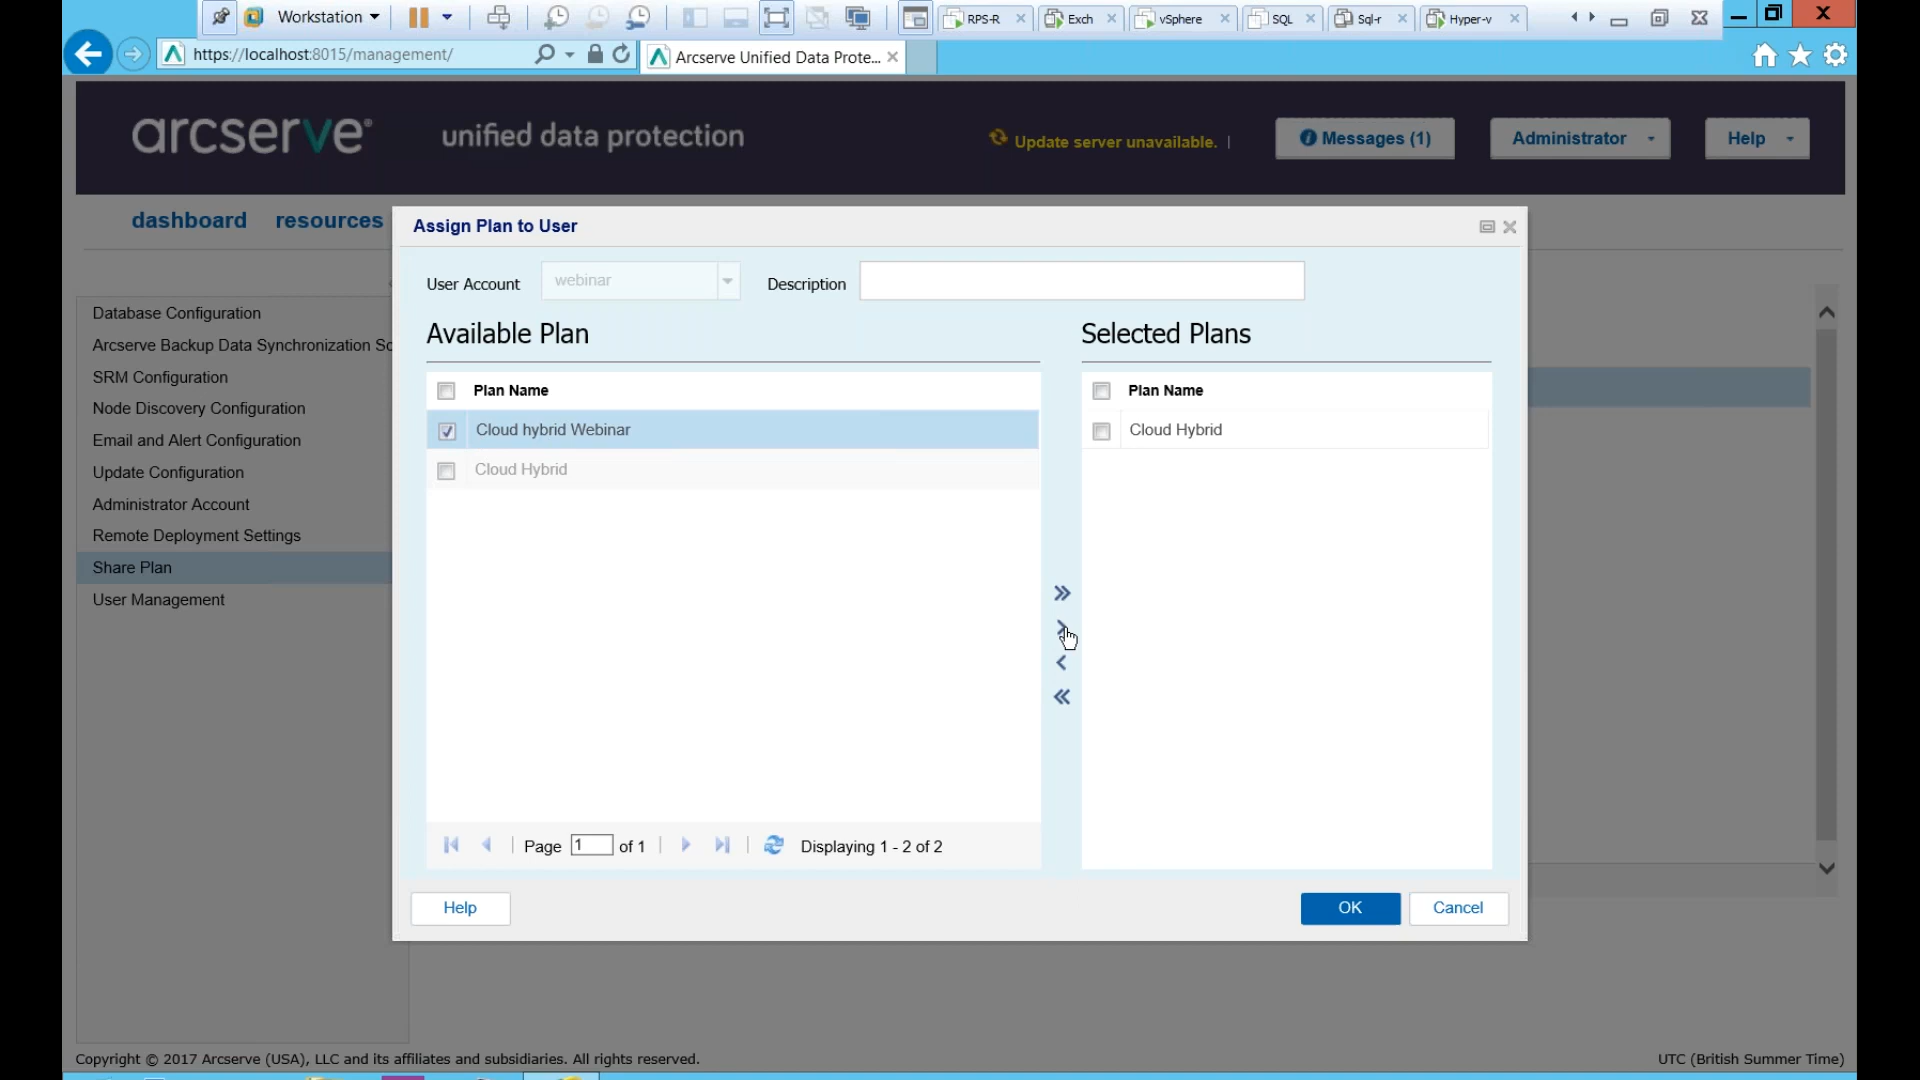 Workstation
RPS-R
Exch
vSphere
SQL
Sql-r
Hyper-v
https://localhost:8015/management/
Arcserve Unified Data Prote...
arcserve®
unified data protection
Update server unavailable. |
Messages (1)
Administrator
Help
dashboard
resources
Assign Plan to User
User Account
webinar
Description
Available Plan
Selected Plans
Plan Name
Plan Name
Cloud hybrid Webinar
Cloud Hybrid
Cloud Hybrid
Database Configuration
Arcserve Backup Data Synchronization Sc
SRM Configuration
Node Discovery Configuration
Email and Alert Configuration
Update Configuration
Administrator Account
Remote Deployment Settings
Share Plan
User Management
Page 1 of 1
Displaying 1 - 2 of 2
Help
OK
Cancel
Copyright © 2017 Arcserve (USA), LLC and its affiliates and subsidiaries. All rights reserved.
UTC (British Summer Time)